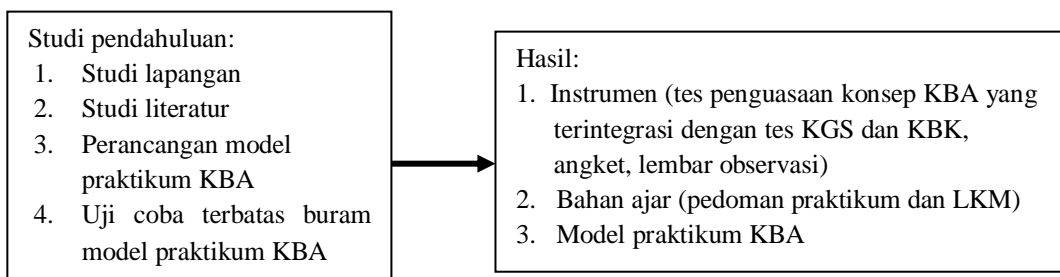 Studi pendahuluan:
1. Studi lapangan
2. Studi literatur
3. Perancangan model
praktikum KBA
4. Uji coba terbatas buram
model praktikum KBA
Hasil:
1. Instrumen (tes penguasaan konsep KBA yang
terintegrasi dengan tes KGS dan KBK,
angket, lembar observasi)
2. Bahan ajar (pedoman praktikum dan LKM)
3. Model praktikum KBA